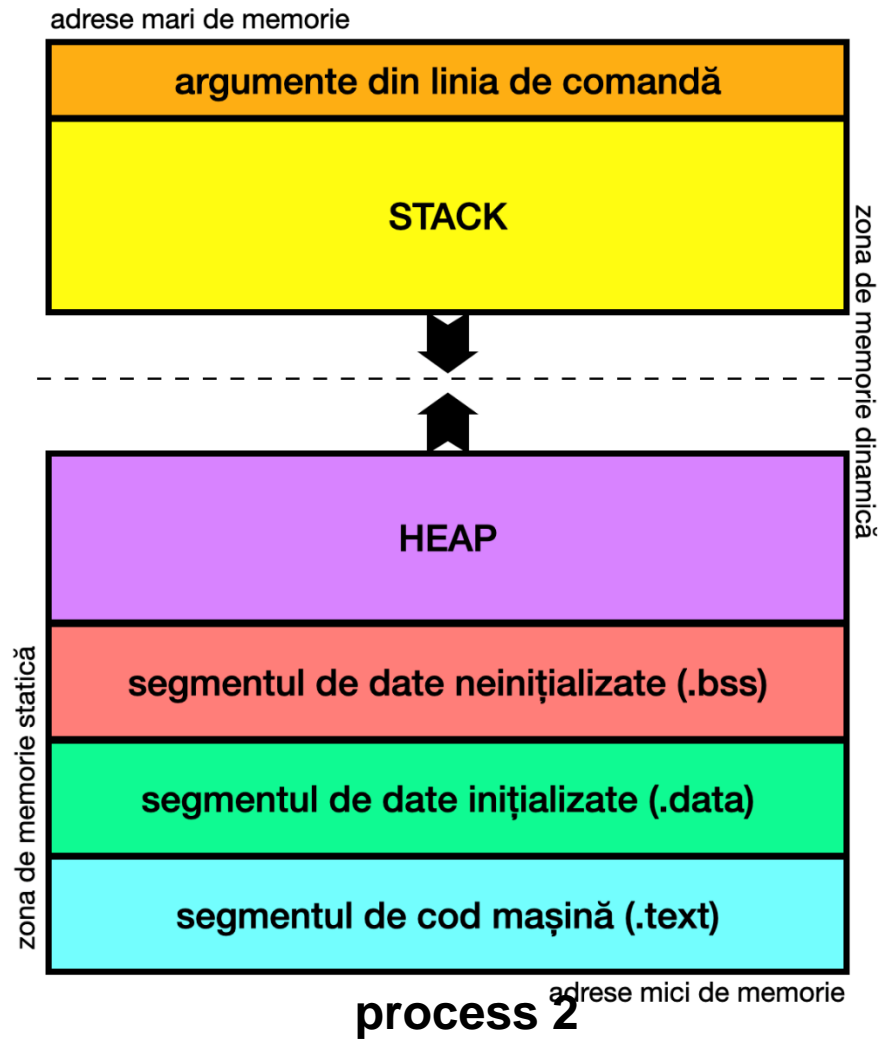 adrese mari de memorie
argumente din linia de comandă
STACK
zona de memorie dinamică
HEAP
segmentul de date neinițializate (.bss)
zona de memorie statică
segmentul de date inițializate (.data)
segmentul de cod mașină (.text)
adrese mici de memorie
process 2